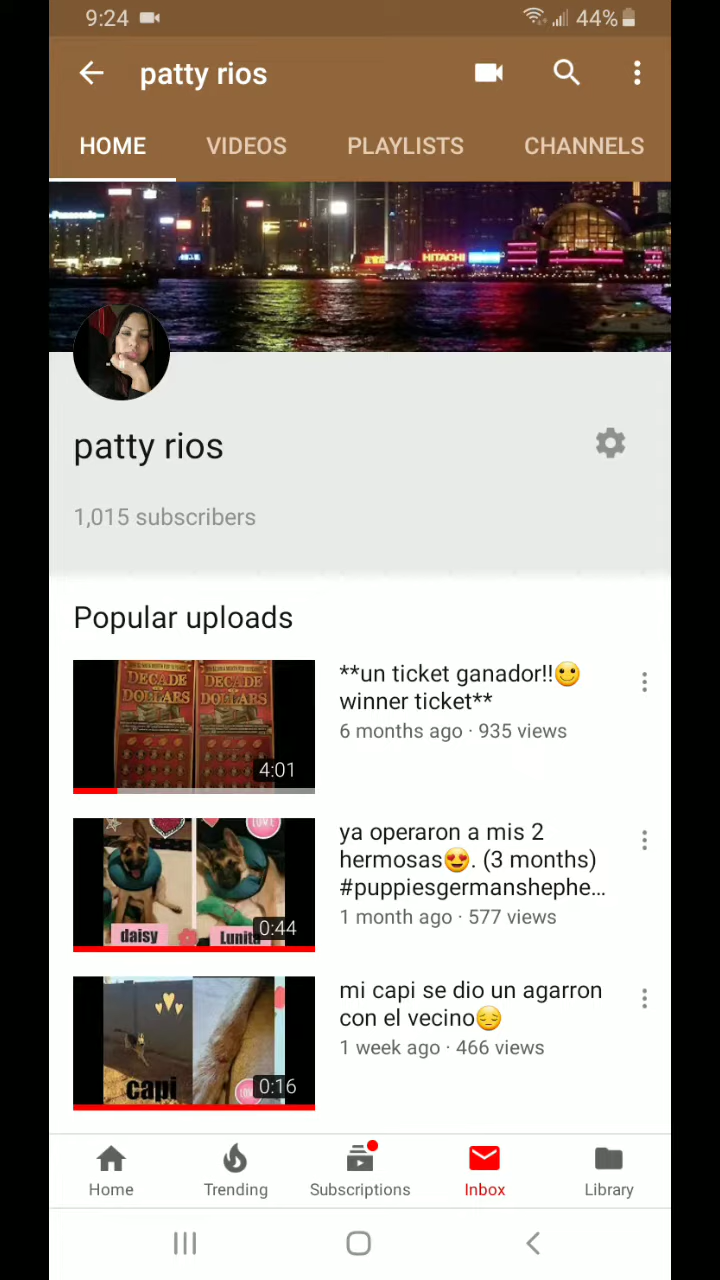 9:24
44%
patty rios
HOME VIDEOS PLAYLISTS CHANNELS
Panasonic
HITACHI
patty rios
1,015 subscribers
Popular uploads
DECADE
DOLLARS
DECADE
DOLLARS
4:01
**un ticket ganador!!🙂
winner ticket**
6 months ago · 935 views
LOVE
daisy
Lunita
0:44
ya operaron a mis 2
hermosas😍. (3 months)
#puppiesgermanshephe...
1 month ago · 577 views
capi
0:16
mi capi se dio un agarron
con el vecino😔
1 week ago · 466 views
Home Trending Subscriptions Inbox Library